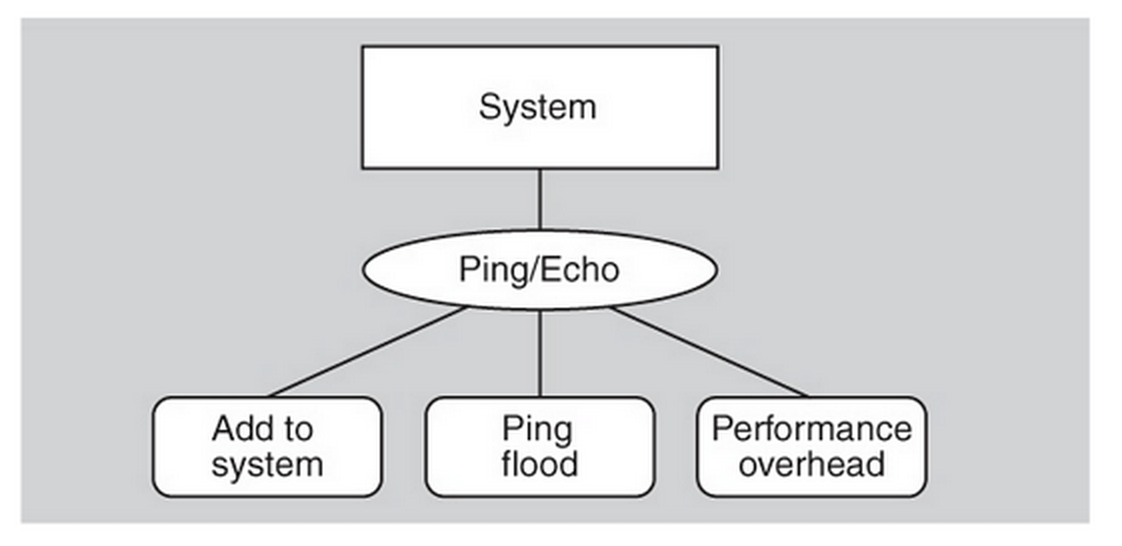 System
Ping/Echo
Add to
system
Ping
flood
Performance
overhead